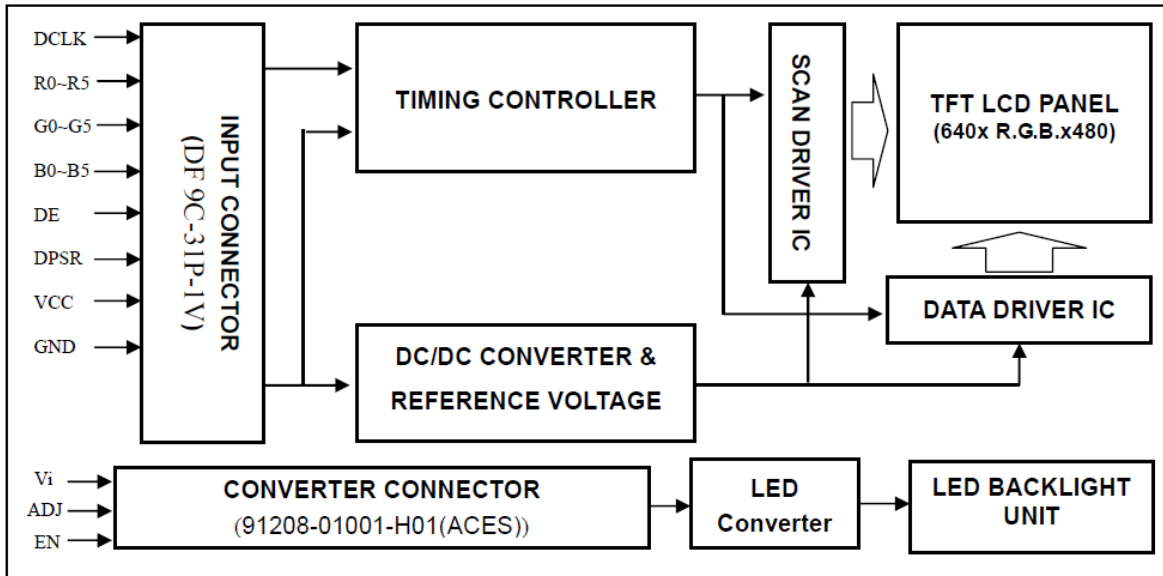 DCLK
R0~R5
G0~G5
B0~B5
DE
DPSR
VCC
GND
INPUT CONNECTOR
(DF 9C-31P-1V)
TIMING CONTROLLER
SCAN DRIVER IC
TFT LCD PANEL
(640x R.G.B.x480)
DATA DRIVER IC
DC/DC CONVERTER &
REFERENCE VOLTAGE
Vi
ADJ
EN
CONVERTER CONNECTOR
(91208-01001-H01(ACES))
LED
Converter
LED BACKLIGHT
UNIT